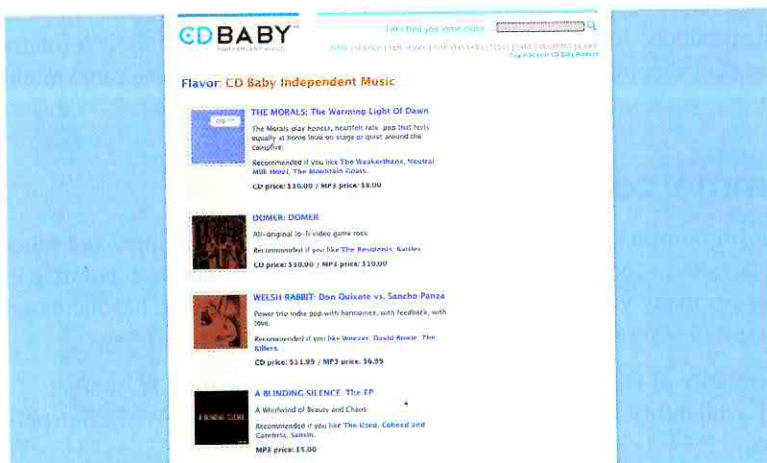 CDBABY
Let's find you some music
Flavor: CD Baby Independent Music
THE MORALS: The Warming Light Of Dawn
The Morals play honest, heartfelt folk-pop that feels
equally at home loud on stage or quiet around the
campfire.
Recommended if you like The Weakerthans, Neutral
Milk Hotel, The Mountain Goats.
CD price: $10.00 / MP3 price: $8.00
DOMER: DOMER
All-original lo-fi video game rock
Recommended if you like The Residents, Battles
CD price: $10.00 / MP3 price: $10.00
WELSH RABBIT: Don Quixote vs. Sancho Panza
Power trio indie pop with harmonies, with feedback, with
love.
Recommended if you like Weezer, David Bowie, The
Killers.
CD price: $11.99 / MP3 price: $6.99
A BLINDING SILENCE: The EP
A BLINDING SILENCE
A Whirlwind of Beauty and Chaos
Recommended if you like The Used, Coheed and
Cambria, Saosin.
MP3 price: $5.00